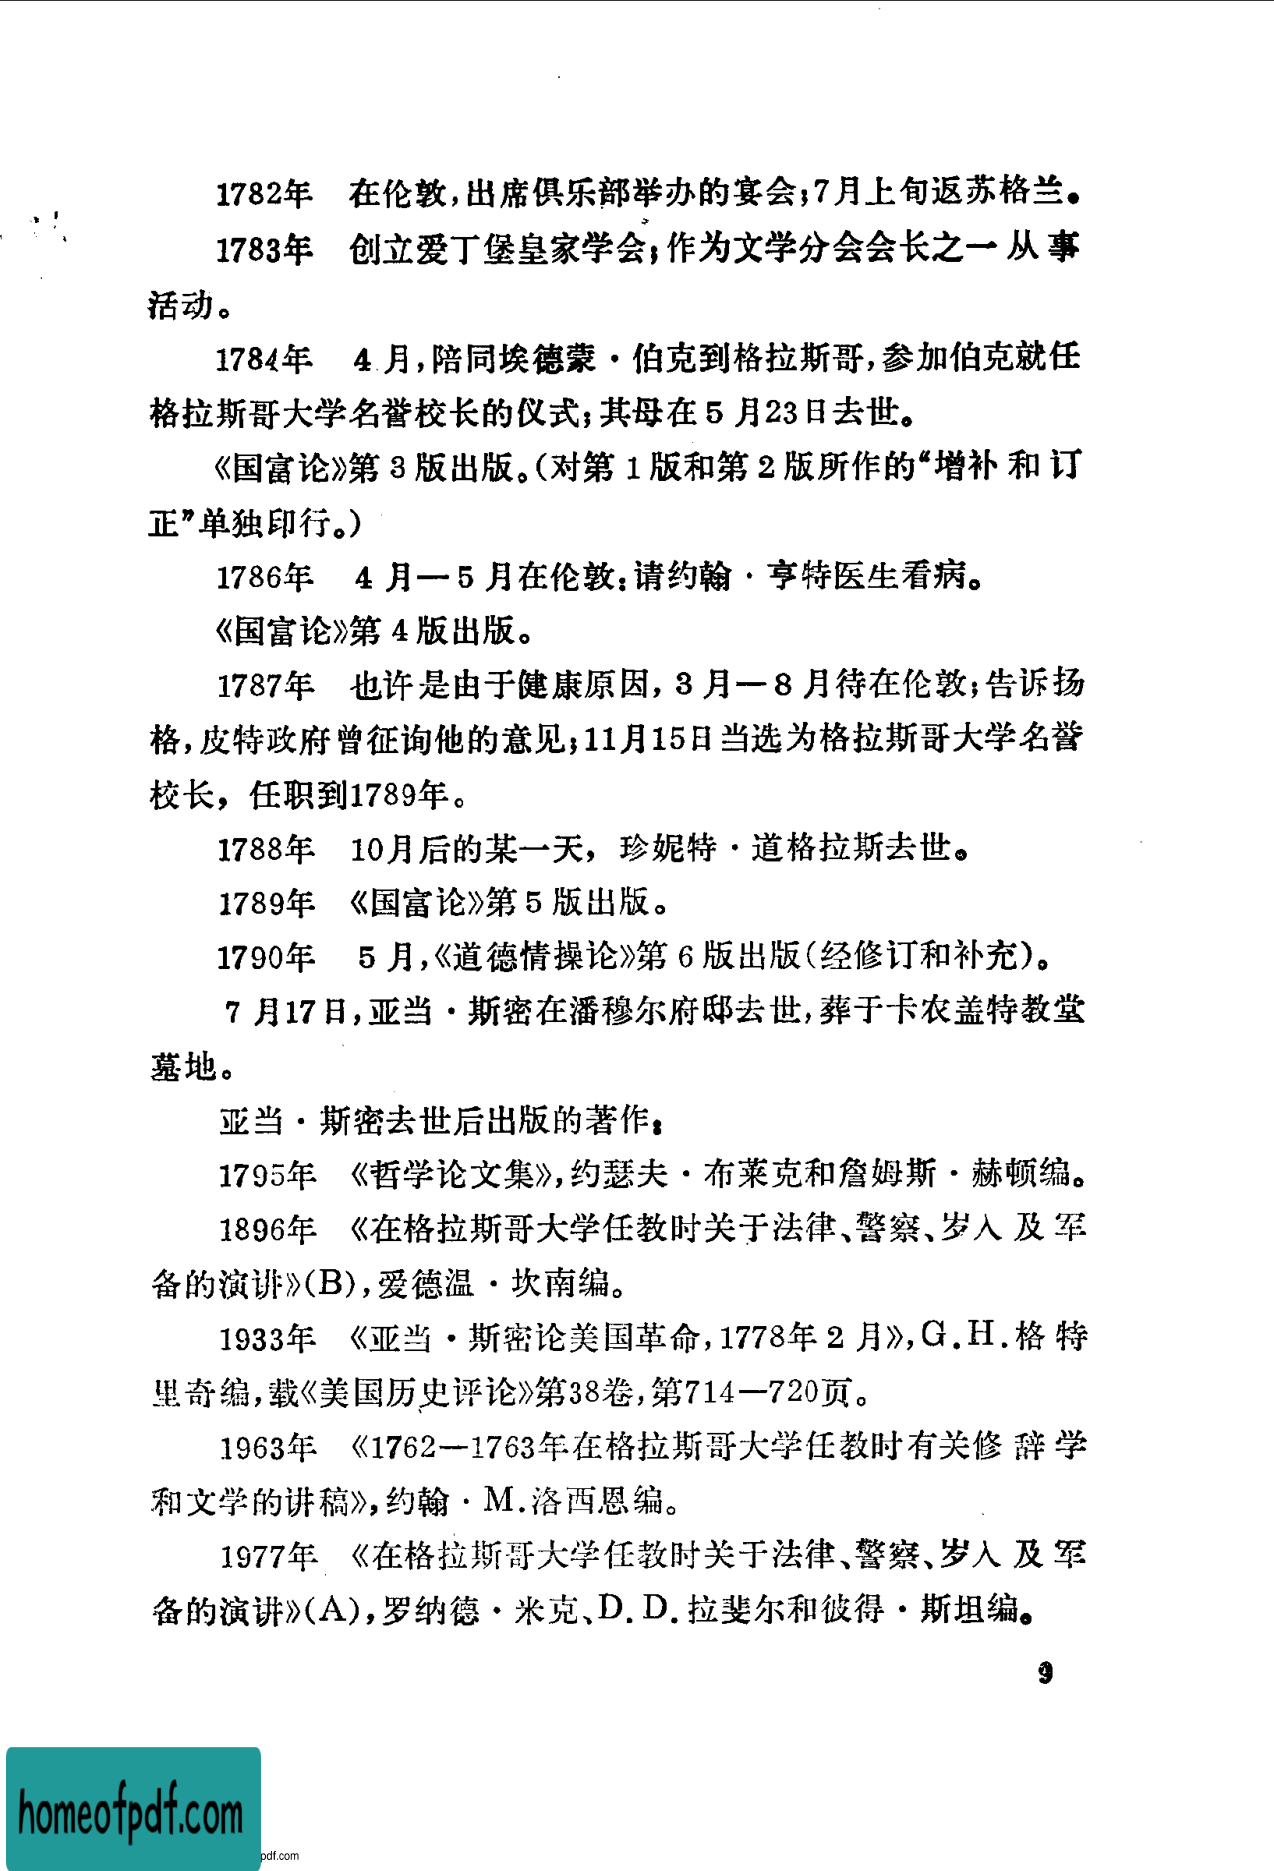 1782年　在伦敦，出席俱乐部举办的宴会；7月上旬返苏格兰。
1783年　创立爱丁堡皇家学会；作为文学分会会长之一从事
活动。
1784年　4月，陪同埃德蒙·伯克到格拉斯哥，参加伯克就任
格拉斯哥大学名誉校长的仪式；其母在5月23日去世。
《国富论》第3版出版。（对第1版和第2版所作的“增补和订
正”单独印行。）
1786年　4月—5月在伦敦：请约翰·亨特医生看病。
《国富论》第4版出版。
1787年　也许是由于健康原因，3月—8月待在伦敦；告诉扬
格，皮特政府曾征询他的意见；11月15日当选为格拉斯哥大学名誉
校长，任职到1789年。
1788年　10月后的某一天，珍妮特·道格拉斯去世。
1789年　《国富论》第5版出版。
1790年　5月，《道德情操论》第6版出版（经修订和补充）。
7月17日，亚当·斯密在潘穆尔府邸去世，葬于卡农盖特教堂
墓地。
亚当·斯密去世后出版的著作：
1795年　《哲学论文集》，约瑟夫·布莱克和詹姆斯·赫顿编。
1896年　《在格拉斯哥大学任教时关于法律、警察、岁入及军
备的演讲》（B），爱德温·坎南编。
1933年　《亚当·斯密论美国革命，1778年2月》，G.H.格特
里奇编，载《美国历史评论》第38卷，第714—720页。
1963年　《1762—1763年在格拉斯哥大学任教时有关修辞学
和文学的讲稿》，约翰·M.洛西恩编。
1977年　《在格拉斯哥大学任教时关于法律、警察、岁入及军
备的演讲》（A），罗纳德·米克、D.D.拉斐尔和彼得·斯坦编。
9
homeofpdf.com
pdf.com